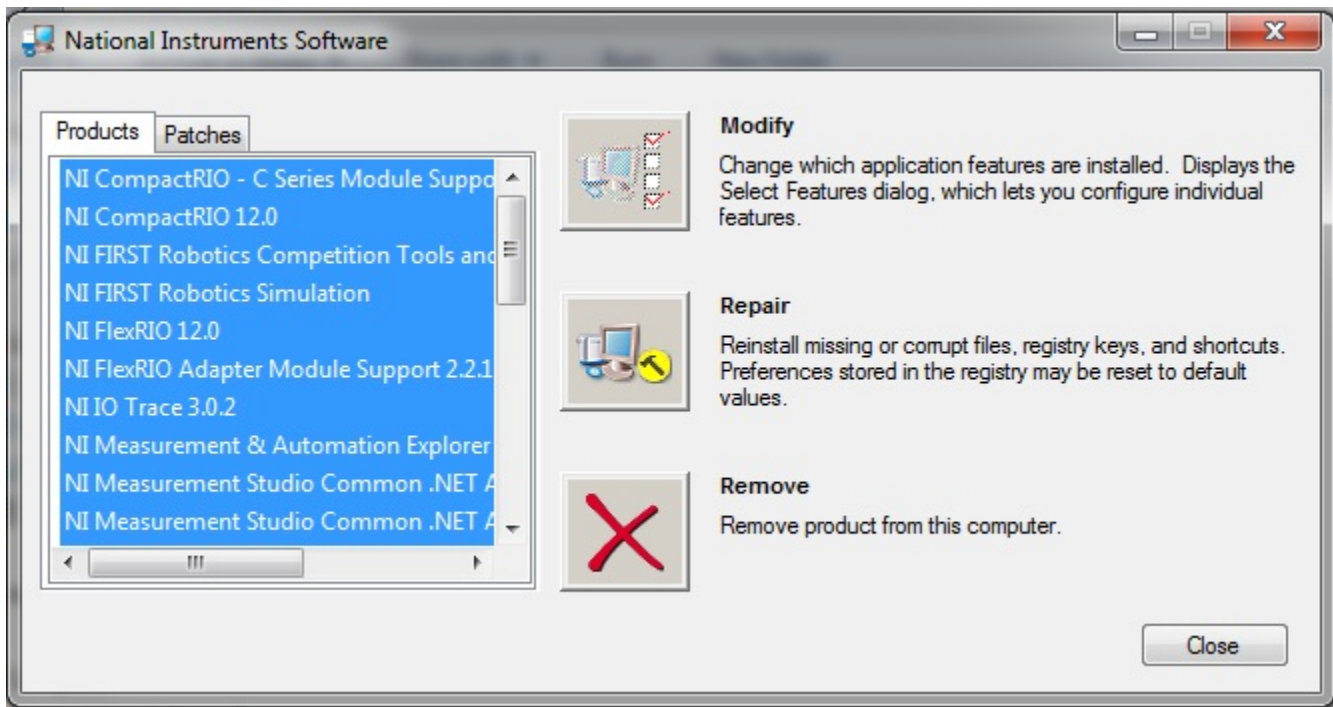 National Instruments Software
Products
Patches
NI CompactRIO - C Series Module Suppo
NI CompactRIO 12.0
NI FIRST Robotics Competition Tools and
NI FIRST Robotics Simulation
NI FlexRIO 12.0
NI FlexRIO Adapter Module Support 2.2.1
NI IO Trace 3.0.2
NI Measurement & Automation Explorer
NI Measurement Studio Common .NET A
NI Measurement Studio Common .NET A
Modify
Change which application features are installed.  Displays the
Select Features dialog, which lets you configure individual
features.
Repair
Reinstall missing or corrupt files, registry keys, and shortcuts.
Preferences stored in the registry may be reset to default
values.
Remove
Remove product from this computer.
Close